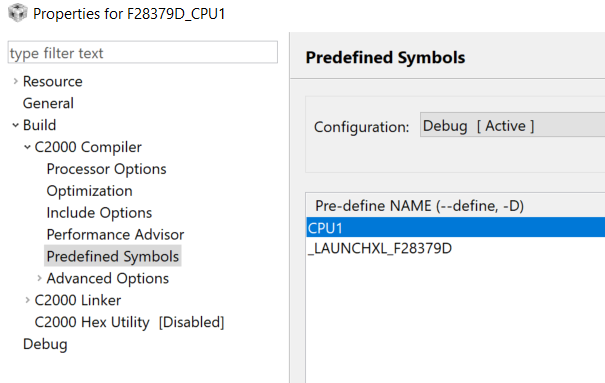 Properties for F28379D_CPU1
type filter text
Resource
General
Build
C2000 Compiler
Processor Options
Optimization
Include Options
Performance Advisor
Predefined Symbols
Advanced Options
C2000 Linker
C2000 Hex Utility [Disabled]
Debug
Predefined Symbols
Configuration: Debug [ Active ]
Pre-define NAME (--define, -D)
CPU1
_LAUNCHXL_F28379D